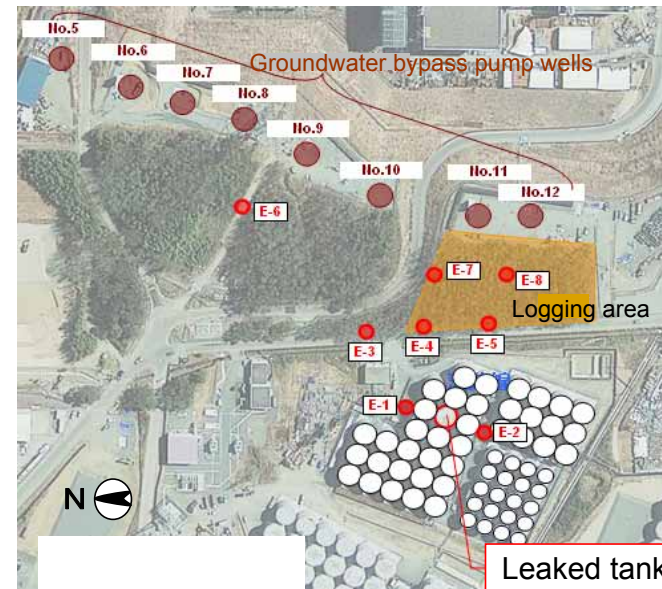 No.5
No.6
No.7
No.8
No.9
No.10
No.11
No.12
Groundwater bypass pump wells
E-6
E-7
E-8
Logging area
E-3
E-4
E-5
E-1
E-2
N
Leaked tank